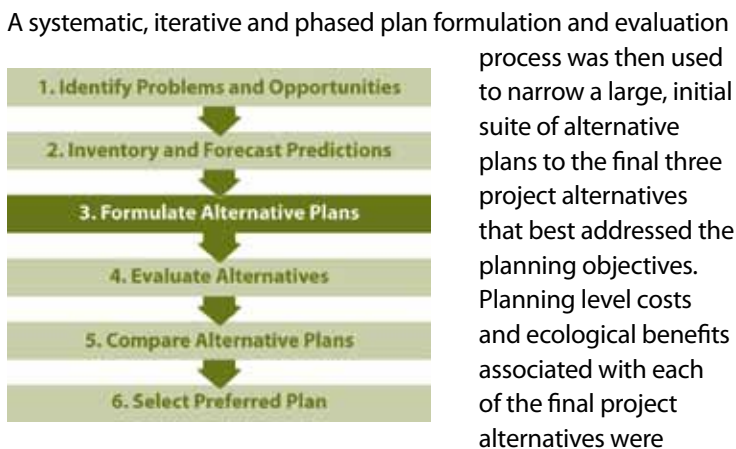 A systematic, iterative and phased plan formulation and evaluation
process was then used
to narrow a large, initial
suite of alternative
plans to the final three
project alternatives
that best addressed the
planning objectives.
Planning level costs
and ecological benefits
associated with each
of the final project
alternatives were
1. Identify Problems and Opportunities
2. Inventory and Forecast Predictions
3. Formulate Alternative Plans
4. Evaluate Alternatives
5. Compare Alternative Plans
6. Select Preferred Plan